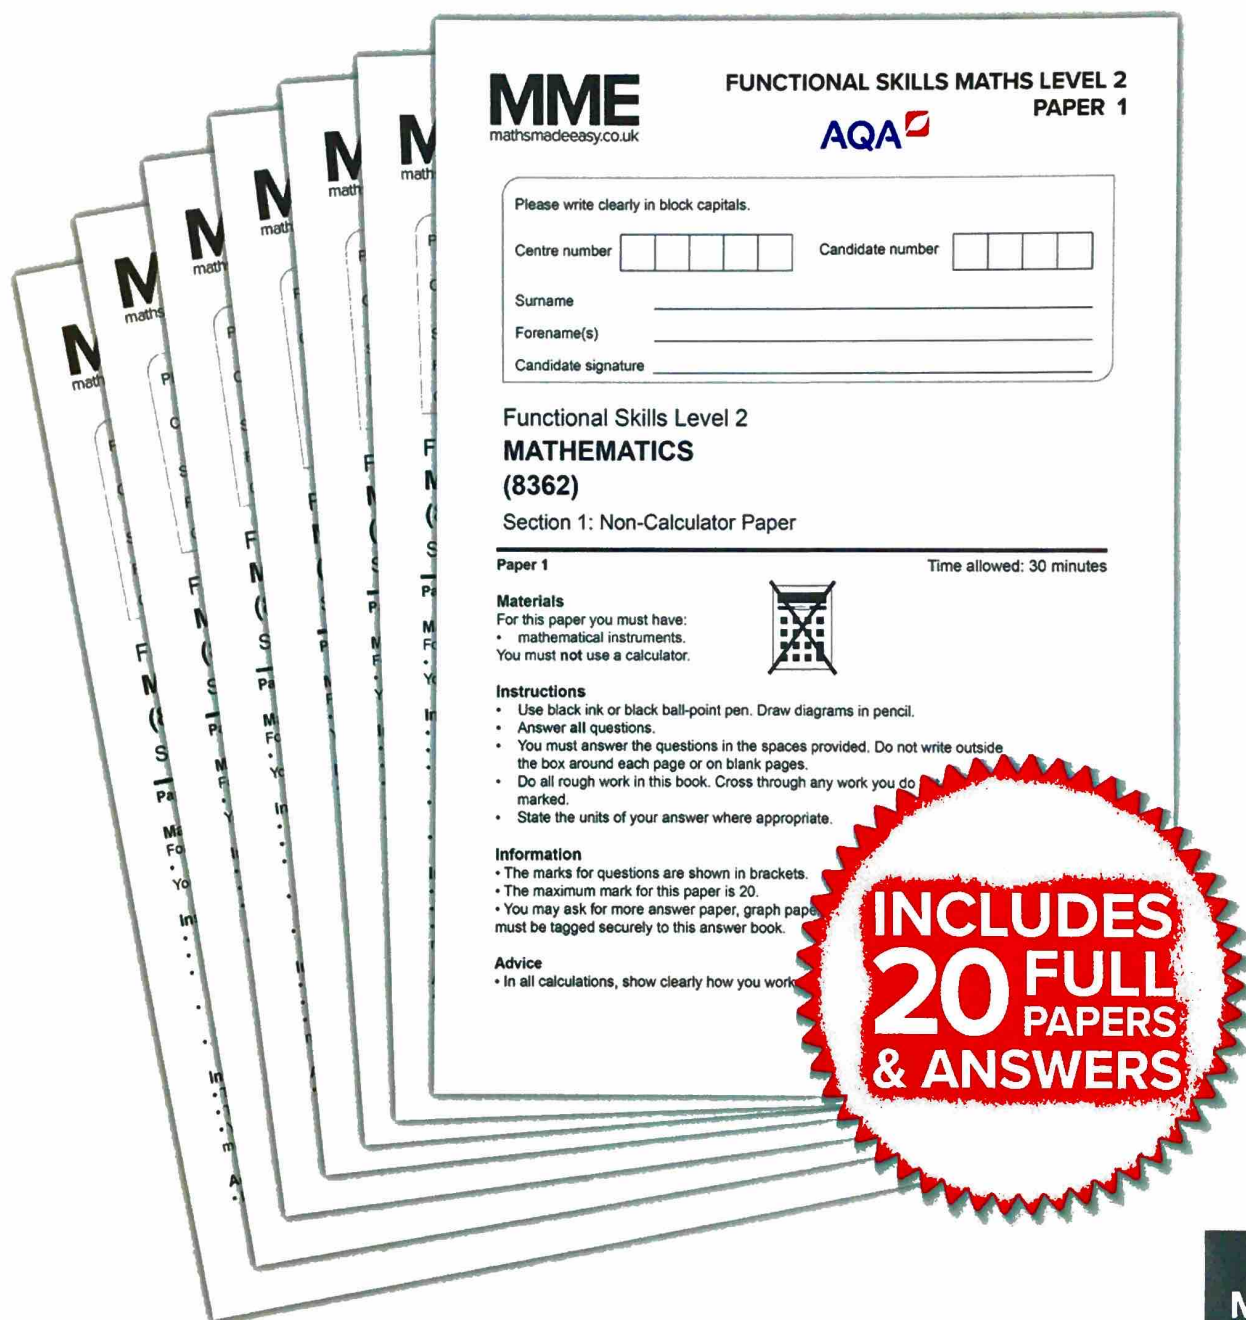 MME
mathsmadeeasy.co.uk
FUNCTIONAL SKILLS MATHS LEVEL 2
PAPER 1
AQA
Please write clearly in block capitals.
Centre number
Candidate number
Surname
Forename(s)
Candidate signature
Functional Skills Level 2
MATHEMATICS
(8362)
Section 1: Non-Calculator Paper
Paper 1
Time allowed: 30 minutes
Materials
For this paper you must have:
• mathematical instruments.
You must not use a calculator.
Instructions
• Use black ink or black ball-point pen. Draw diagrams in pencil.
• Answer all questions.
• You must answer the questions in the spaces provided. Do not write outside
the box around each page or on blank pages.
• Do all rough work in this book. Cross through any work you do
marked.
• State the units of your answer where appropriate.
Information
• The marks for questions are shown in brackets.
• The maximum mark for this paper is 20.
• You may ask for more answer paper, graph pape
must be tagged securely to this answer book.
Advice
• In all calculations, show clearly how you work
INCLUDES
20 FULL
PAPERS
& ANSWERS